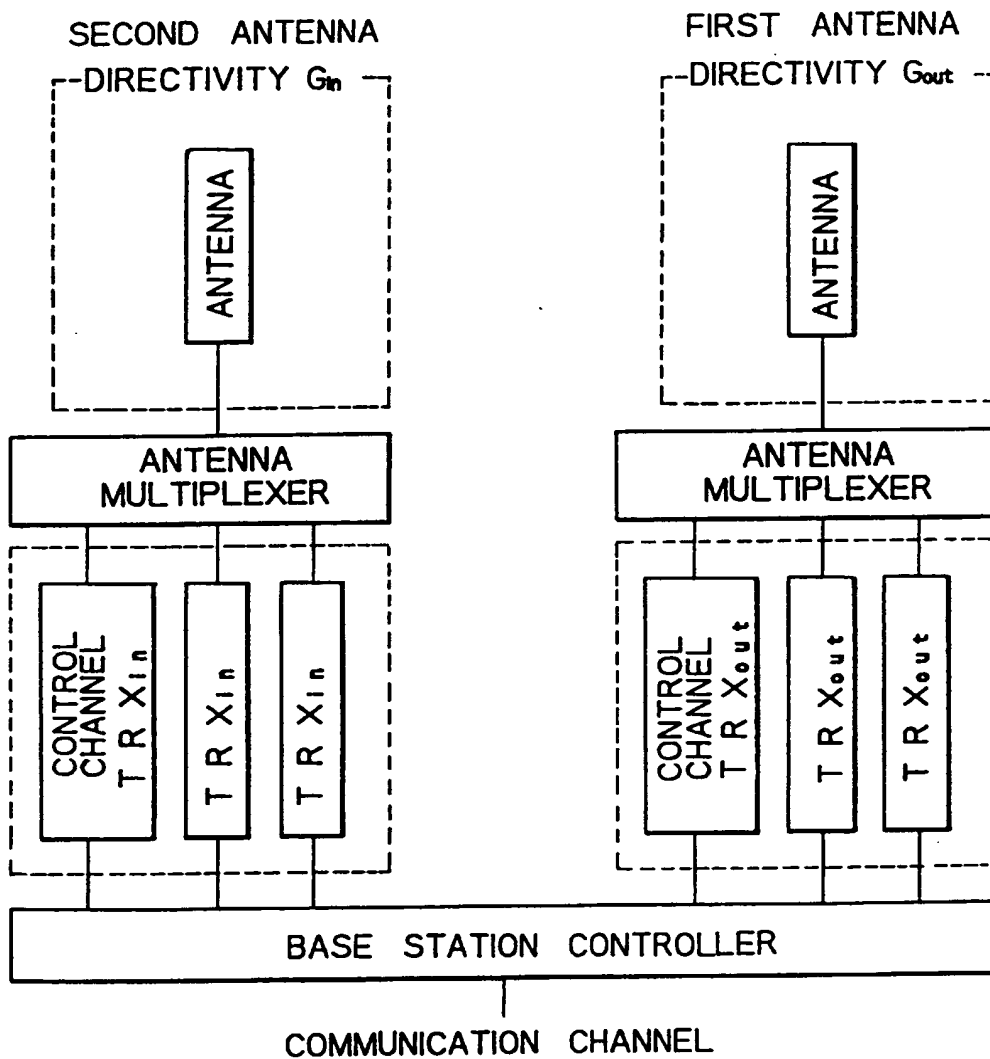 SECOND ANTENNA
DIRECTIVITY Gin
FIRST ANTENNA
DIRECTIVITY Gout
ANTENNA
ANTENNA
ANTENNA
MULTIPLEXER
ANTENNA
MULTIPLEXER
CONTROL
CHANNEL
TRXin
TRXin
TRXin
CONTROL
CHANNEL
TRXout
TRXout
TRXout
BASE STATION CONTROLLER
COMMUNICATION CHANNEL